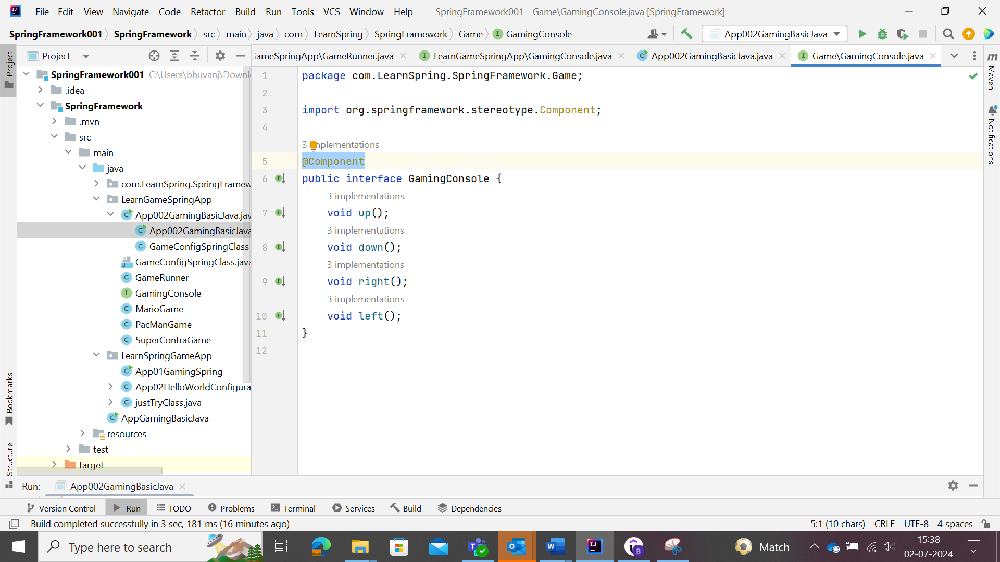 File Edit View Navigate Code Refactor Build Run Tools VCS Window Help SpringFramework001 - Game\GamingConsole.java [SpringFramework]
SpringFramework001 SpringFramework src main java com LearnSpring SpringFramework Game GamingConsole App002GamingBasicJava
Project
GameSpringApp\GameRunner.java LearnGameSpringApp\GamingConsole.java App002GamingBasicJava.java Game\GamingConsole.java
Project
SpringFramework001 C:\Users\bhuvanj\Downl
.idea
SpringFramework
.mvn
src
main
java
com.LearnSpring.SpringFramew
LearnGameSpringApp
App002GamingBasicJava.jav
App002GamingBasicJava
GameConfigSpringClass
GameConfigSpringClass.java
GameRunner
GamingConsole
MarioGame
PacManGame
SuperContraGame
LearnSpringGameApp
App01GamingSpring
App02HelloWorldConfigura
justTryClass.java
AppGamingBasicJava
resources
test
target
1 package com.LearnSpring.SpringFramework.Game;
2
3 import org.springframework.stereotype.Component;
4
3 implementations
5 @Component
6 public interface GamingConsole {
3 implementations
7 void up();
3 implementations
8 void down();
3 implementations
9 void right();
3 implementations
10 void left();
11 }
12
Maven
Notifications
Bookmarks
Structure
Run: App002GamingBasicJava
Version Control Run TODO Problems Terminal Services Build Dependencies
Build completed successfully in 3 sec, 181 ms (16 minutes ago) 5:1 (10 chars) CRLF UTF-8 4 spaces
Type here to search
Match
15:38
02-07-2024